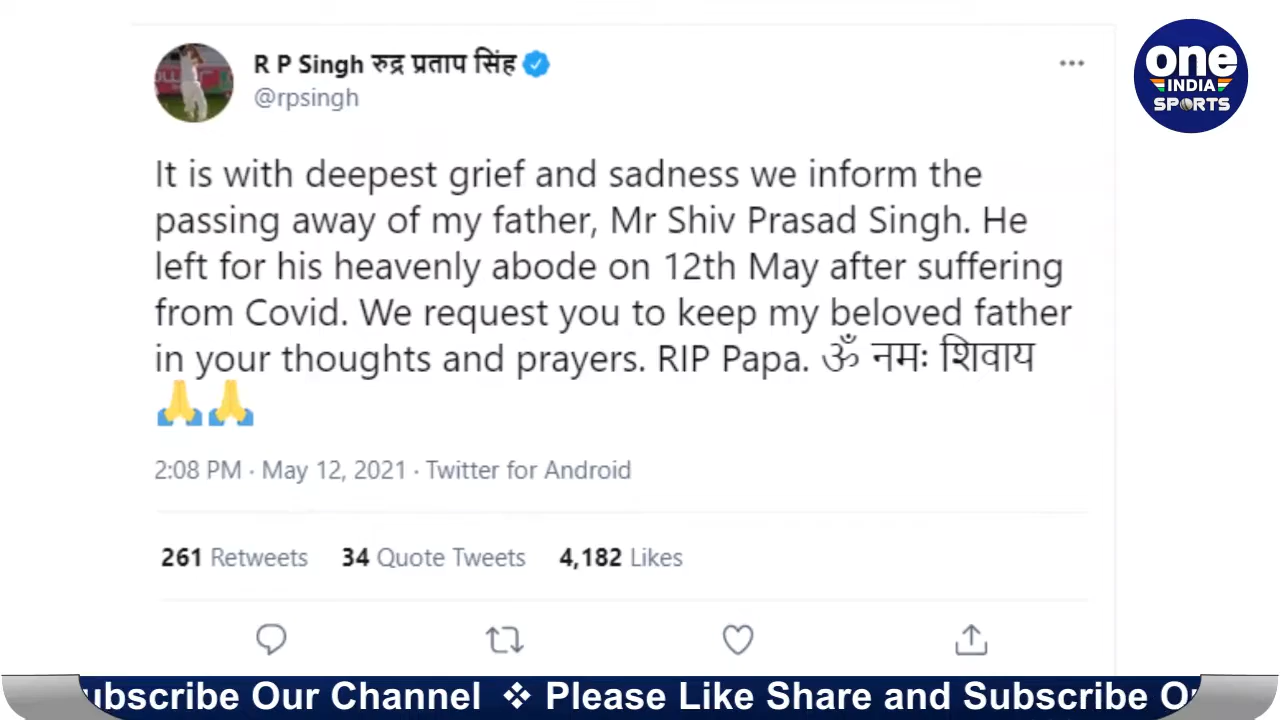 R P Singh रुद्र प्रताप सिंह
@rpsingh
one
INDIA
SPORTS
It is with deepest grief and sadness we inform the
passing away of my father, Mr Shiv Prasad Singh. He
left for his heavenly abode on 12th May after suffering
from Covid. We request you to keep my beloved father
in your thoughts and prayers. RIP Papa. ॐ नमः शिवाय
🙏🙏
2:08 PM · May 12, 2021 · Twitter for Android
261 Retweets 34 Quote Tweets 4,182 Likes
ubscribe Our Channel ❖ Please Like Share and Subscribe O